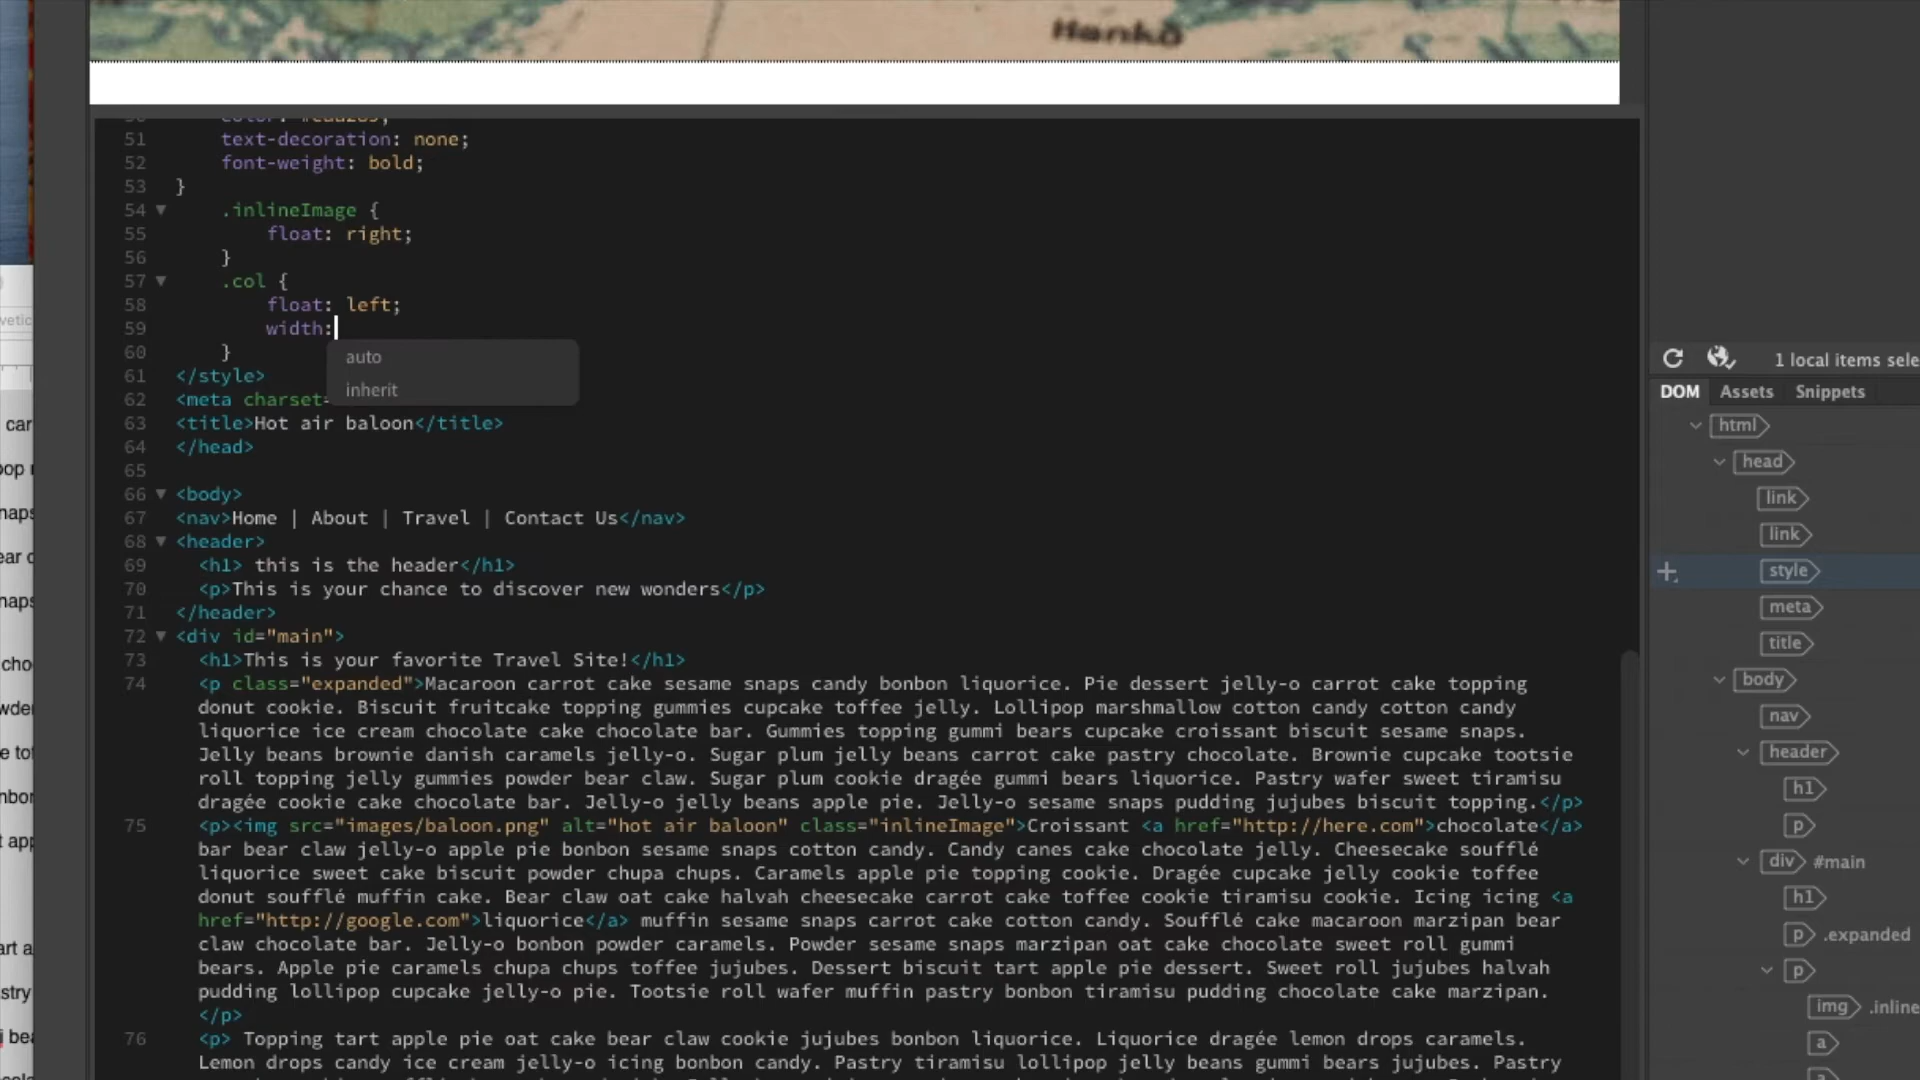 Hankö
51 text-decoration: none;
52 font-weight: bold;
53 }
54 .inlineImage {
55 float: right;
56 }
57 .col {
58 float: left;
59 width:
auto
60 }
inherit
61 </style>
62 <meta charset=
63 <title>Hot air baloon</title>
64 </head>
65
66 <body>
67 <nav>Home | About | Travel | Contact Us</nav>
68 <header>
69 <h1> this is the header</h1>
70 <p>This is your chance to discover new wonders</p>
71 </header>
72 <div id="main">
73 <h1>This is your favorite Travel Site!</h1>
74 <p class="expanded">Macaroon carrot cake sesame snaps candy bonbon liquorice. Pie dessert jelly-o carrot cake topping
donut cookie. Biscuit fruitcake topping gummies cupcake toffee jelly. Lollipop marshmallow cotton candy cotton candy
liquorice ice cream chocolate cake chocolate bar. Gummies topping gummi bears cupcake croissant biscuit sesame snaps.
Jelly beans brownie danish caramels jelly-o. Sugar plum jelly beans carrot cake pastry chocolate. Brownie cupcake tootsie
roll topping jelly gummies powder bear claw. Sugar plum cookie dragée gummi bears liquorice. Pastry wafer sweet tiramisu
dragée cookie cake chocolate bar. Jelly-o jelly beans apple pie. Jelly-o sesame snaps pudding jujubes biscuit topping.</p>
75 <p><img src="images/baloon.png" alt="hot air baloon" class="inlineImage">Croissant <a href="http://here.com">chocolate</a>
bar bear claw jelly-o apple pie bonbon sesame snaps cotton candy. Candy canes cake chocolate jelly. Cheesecake soufflé
liquorice sweet cake biscuit powder chupa chups. Caramels apple pie topping cookie. Dragée cupcake jelly cookie toffee
donut soufflé muffin cake. Bear claw oat cake halvah cheesecake carrot cake toffee cookie tiramisu cookie. Icing icing <a
href="http://google.com">liquorice</a> muffin sesame snaps carrot cake cotton candy. Soufflé cake macaroon marzipan bear
claw chocolate bar. Jelly-o bonbon powder caramels. Powder sesame snaps marzipan oat cake chocolate sweet roll gummi
bears. Apple pie caramels chupa chups toffee jujubes. Dessert biscuit tart apple pie dessert. Sweet roll jujubes halvah
pudding lollipop cupcake jelly-o pie. Tootsie roll wafer muffin pastry bonbon tiramisu pudding chocolate cake marzipan.
</p>
76 <p> Topping tart apple pie oat cake bear claw cookie jujubes bonbon liquorice. Liquorice dragée lemon drops caramels.
Lemon drops candy ice cream jelly-o icing bonbon candy. Pastry tiramisu lollipop jelly beans gummi bears jujubes. Pastry
1 local items sele
DOM Assets Snippets
html
head
link
link
style
meta
title
body
nav
header
h1
p
div #main
h1
p .expanded
p
img .inline
a